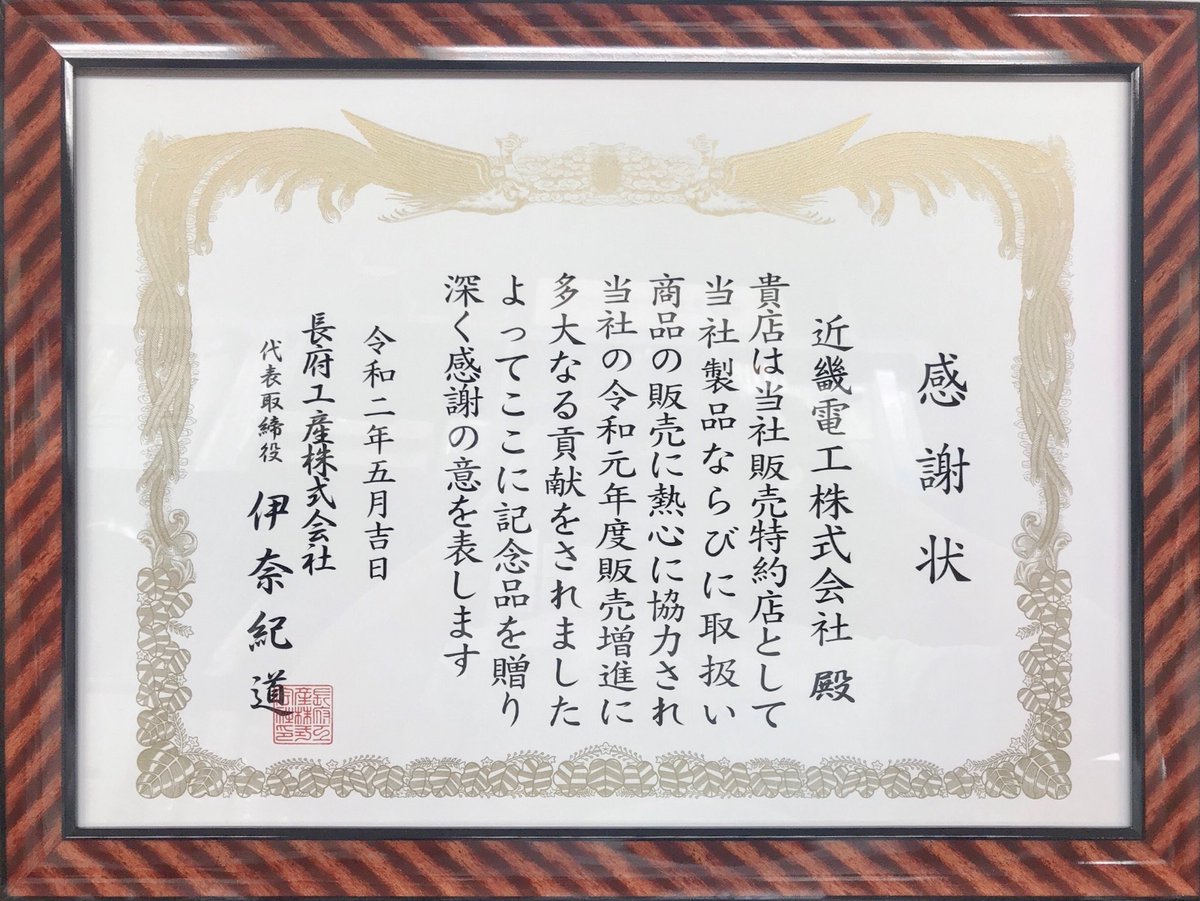 感謝状
近畿電工株式会社 殿
貴店は当社販売特約店として
当社製品ならびに取扱い
商品の販売に熱心に協力され
当社の令和元年度販売増進に
多大なる貢献をされました
よってここに記念品を贈り
深く感謝の意を表します
令和二年五月吉日
長府工産株式会社
代表取締役 伊奈紀道